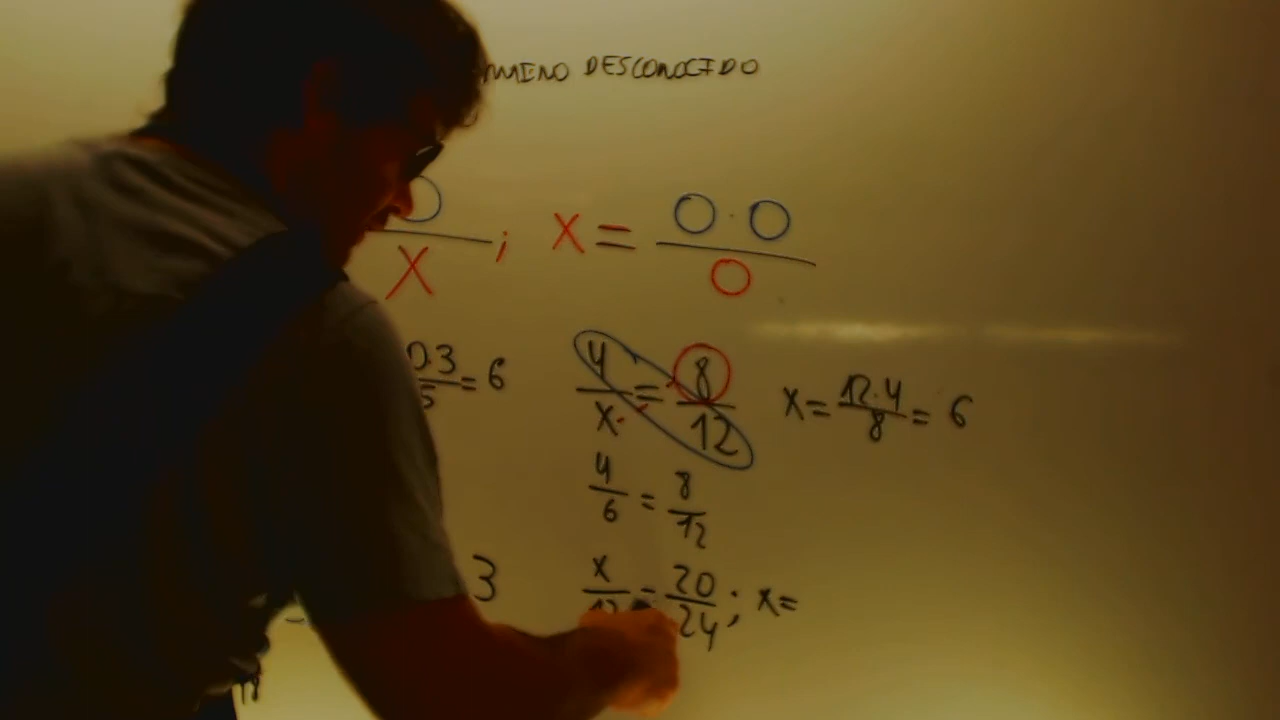 DESCONOCIDO
O / X ; X = O · O / O
0·3 / 5 = 6
4 / X = 8 / 12
X = 12·4 / 8 = 6
4 / 6 = 8 / 12
3
X / 12 = 20 / 24 ; X =